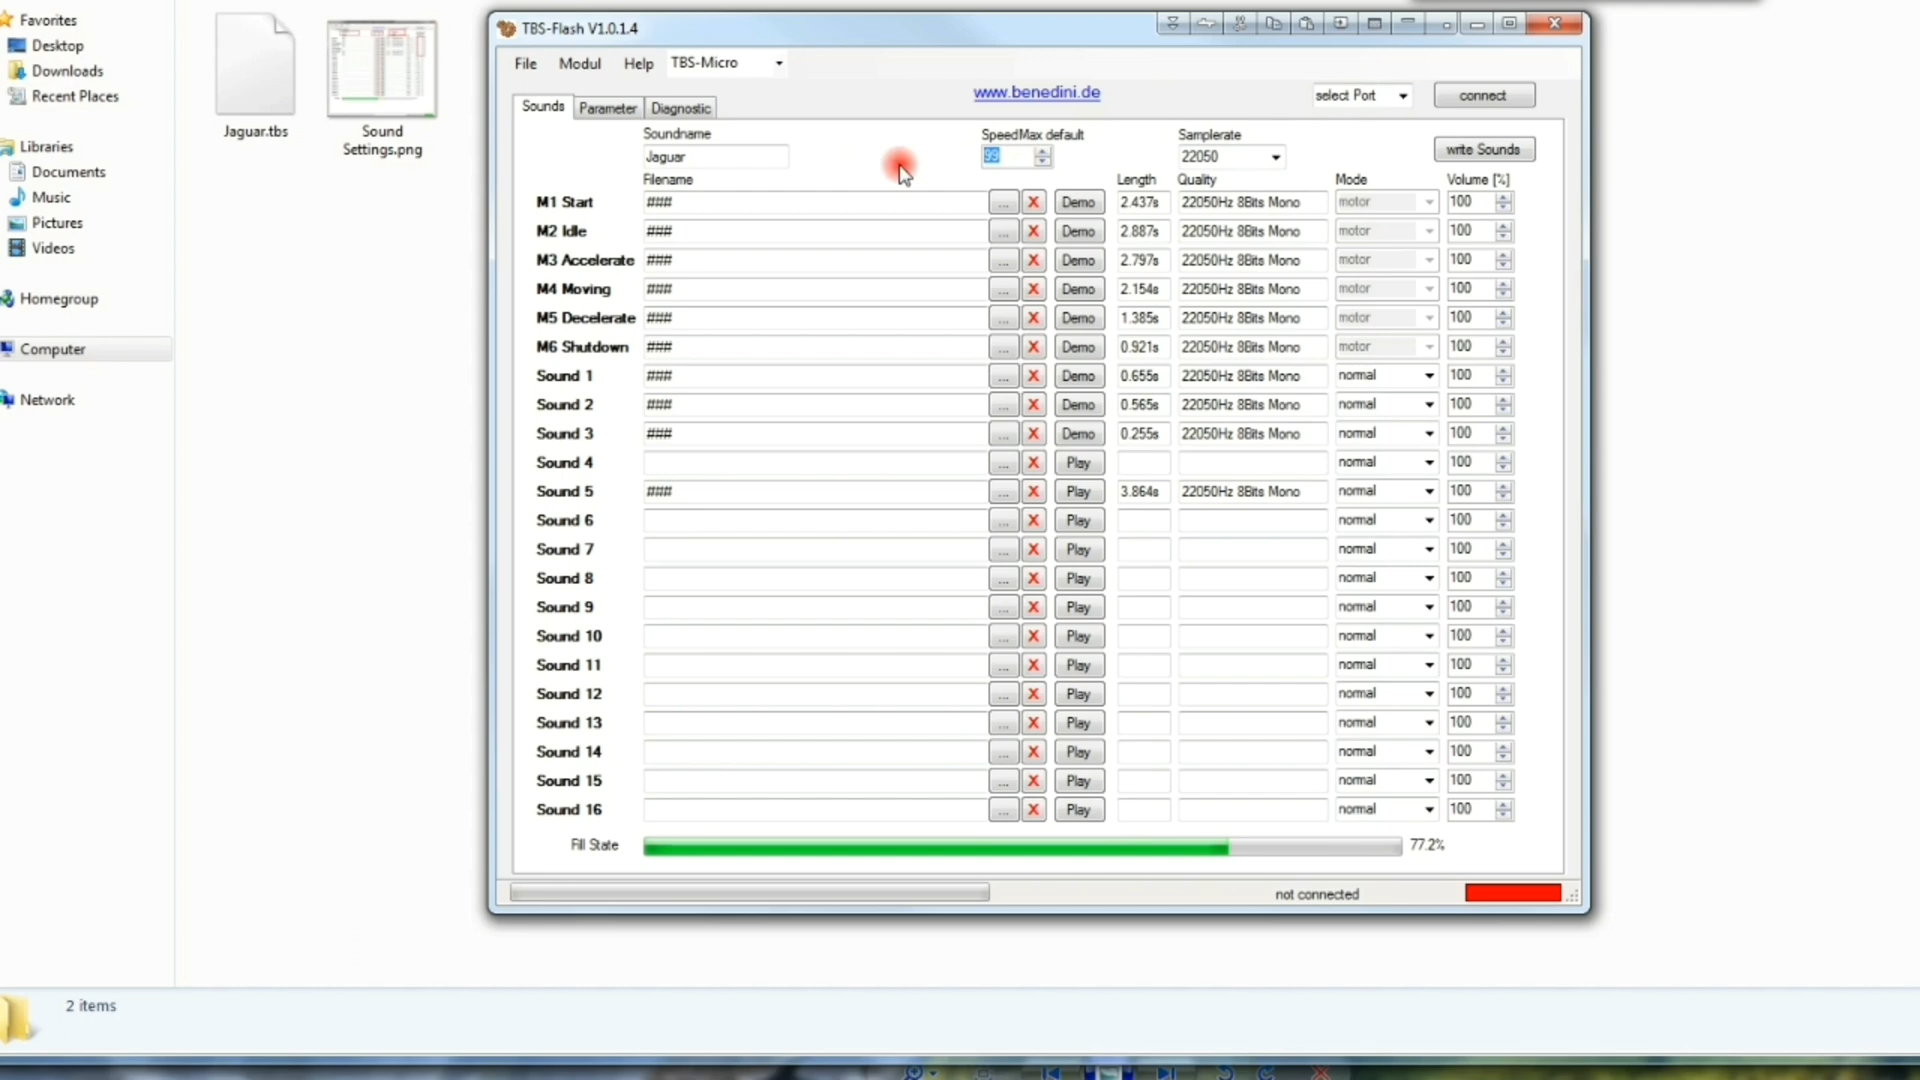 Favorites
Desktop
Downloads
Recent Places
Libraries
Documents
Music
Pictures
Videos
Homegroup
Computer
Network
Jaguar.tbs
Sound
Settings.png
2 items
TBS-Flash V1.0.1.4
File Modul Help TBS-Micro
www.benedini.de
select Port connect
Sounds Parameter Diagnostic
Soundname SpeedMax default Samplerate
Jaguar 99 22050 write Sounds
Filename Length Quality Mode Volume [%]
M1 Start ### ... X Demo 2.437s 22050Hz 8Bits Mono motor 100
M2 Idle ### ... X Demo 2.887s 22050Hz 8Bits Mono motor 100
M3 Accelerate ### ... X Demo 2.797s 22050Hz 8Bits Mono motor 100
M4 Moving ### ... X Demo 2.154s 22050Hz 8Bits Mono motor 100
M5 Decelerate ### ... X Demo 1.385s 22050Hz 8Bits Mono motor 100
M6 Shutdown ### ... X Demo 0.921s 22050Hz 8Bits Mono motor 100
Sound 1 ### ... X Demo 0.655s 22050Hz 8Bits Mono normal 100
Sound 2 ### ... X Demo 0.565s 22050Hz 8Bits Mono normal 100
Sound 3 ### ... X Demo 0.255s 22050Hz 8Bits Mono normal 100
Sound 4 ... X Play normal 100
Sound 5 ### ... X Play 3.864s 22050Hz 8Bits Mono normal 100
Sound 6 ... X Play normal 100
Sound 7 ... X Play normal 100
Sound 8 ... X Play normal 100
Sound 9 ... X Play normal 100
Sound 10 ... X Play normal 100
Sound 11 ... X Play normal 100
Sound 12 ... X Play normal 100
Sound 13 ... X Play normal 100
Sound 14 ... X Play normal 100
Sound 15 ... X Play normal 100
Sound 16 ... X Play normal 100
Fill State 77.2%
not connected